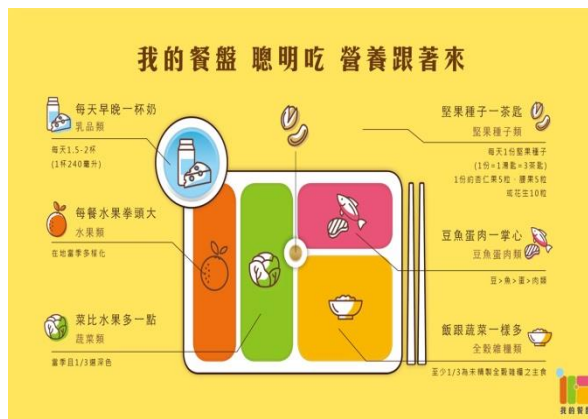 我的餐盤 聰明吃 營養跟著來
每天早晚一杯奶
乳品類
每天1.5-2杯
(1杯240毫升)
每餐水果拳頭大
水果類
在地當季多樣化
菜比水果多一點
蔬菜類
當季且1/3選深色
堅果種子一茶匙
堅果種子類
每天1份堅果種子
(1份=1湯匙=3茶匙)
1份約杏仁果5粒、腰果5粒
或花生10粒
豆魚蛋肉一掌心
豆魚蛋肉類
豆>魚>蛋>肉類
飯跟蔬菜一樣多
全穀雜糧類
至少1/3為未精製全穀雜糧之主食
我的餐